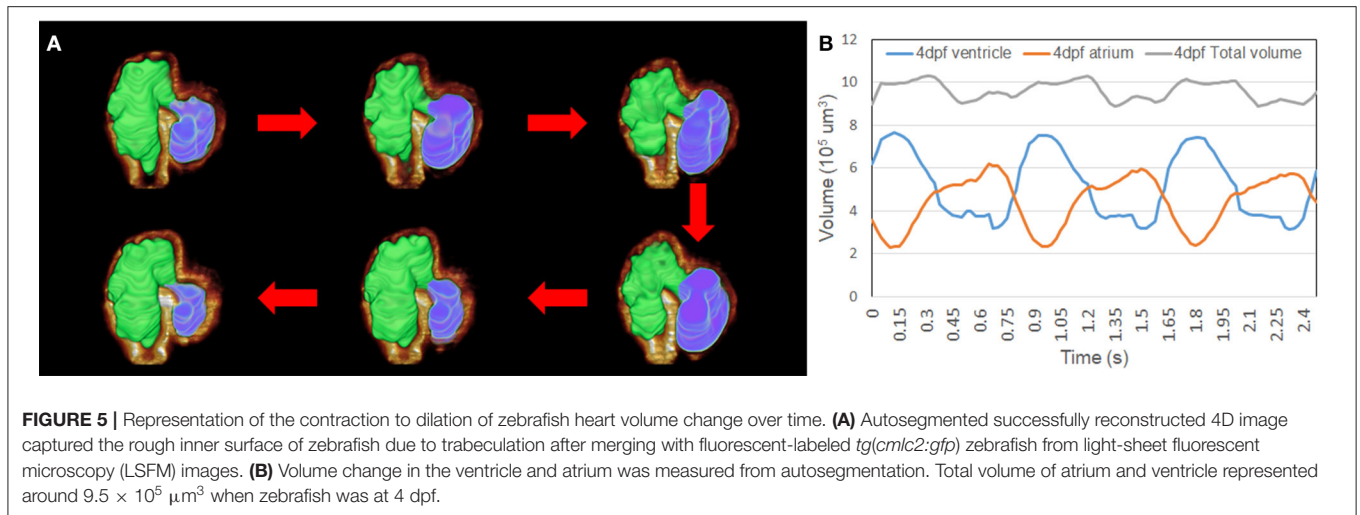 A
B
12
10
8
6
4
2
0
Volume (10⁵ um³)
4dpf ventricle 4dpf atrium 4dpf Total volume
0 0.15 0.3 0.45 0.6 0.75 0.9 1.05 1.2 1.35 1.5 1.65 1.8 1.95 2.1 2.25 2.4
Time (s)
FIGURE 5 | Representation of the contraction to dilation of zebrafish heart volume change over time. (A) Autosegmented successfully reconstructed 4D image
captured the rough inner surface of zebrafish due to trabeculation after merging with fluorescent-labeled tg(cmlc2:gfp) zebrafish from light-sheet fluorescent
microscopy (LSFM) images. (B) Volume change in the ventricle and atrium was measured from autosegmentation. Total volume of atrium and ventricle represented
around 9.5 × 10⁵ μm³ when zebrafish was at 4 dpf.